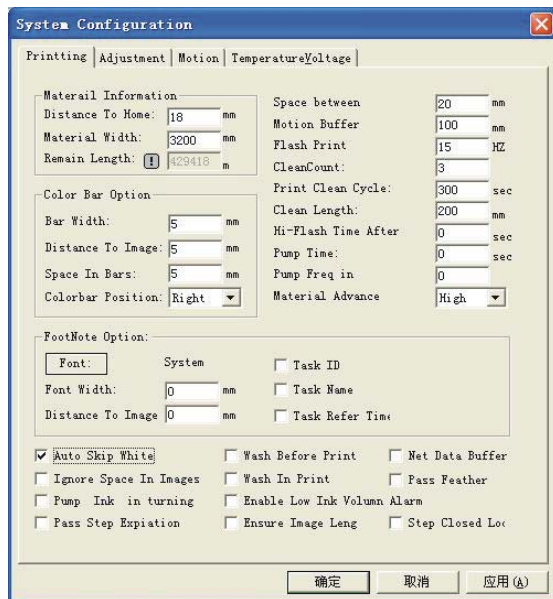 System Configuration
Printting Adjustment Motion TemperatureVoltage
Materail Information
Distance To Home: 18 mm
Material Width: 3200 mm
Remain Length: ! 429418 m
Color Bar Option
Bar Width: 5 mm
Distance To Image: 5 mm
Space In Bars: 5 mm
Colorbar Position: Right
Space between 20 mm
Motion Buffer 100 mm
Flash Print 15 HZ
CleanCount: 3
Print Clean Cycle: 300 sec
Clean Length: 200 mm
Hi-Flash Time After 0 sec
Pump Time: 0 sec
Pump Freq in 0
Material Advance High
FootNote Option:
Font: System
Font Width: 0 mm
Distance To Image 0 mm
Task ID
Task Name
Task Refer Time
Auto Skip White Wash Before Print Net Data Buffer
Ignore Space In Images Wash In Print Pass Feather
Pump Ink in turning Enable Low Ink Volumn Alarm
Pass Step Expiation Ensure Image Leng Step Closed Loc
确定 取消 应用(A)